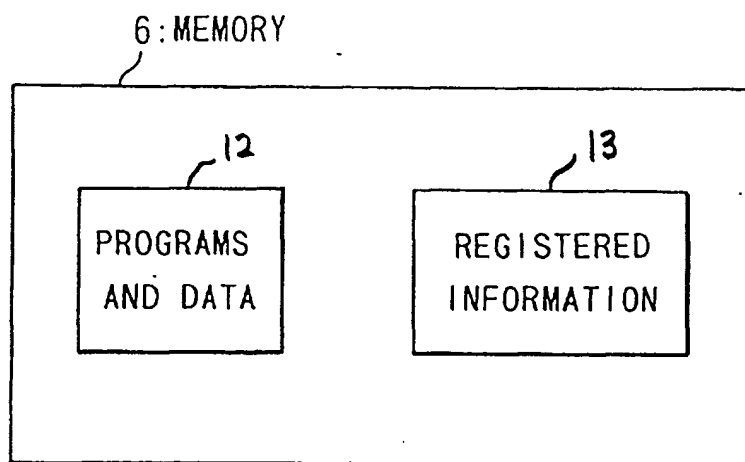 6:MEMORY
12
13
PROGRAMS
AND DATA
REGISTERED
INFORMATION